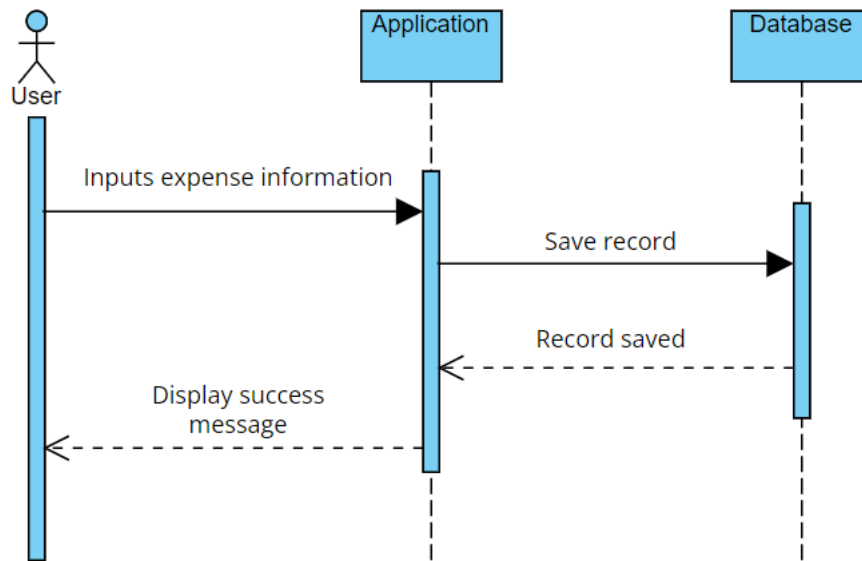 Application
Database
User
Inputs expense information
Save record
Record saved
Display success
message